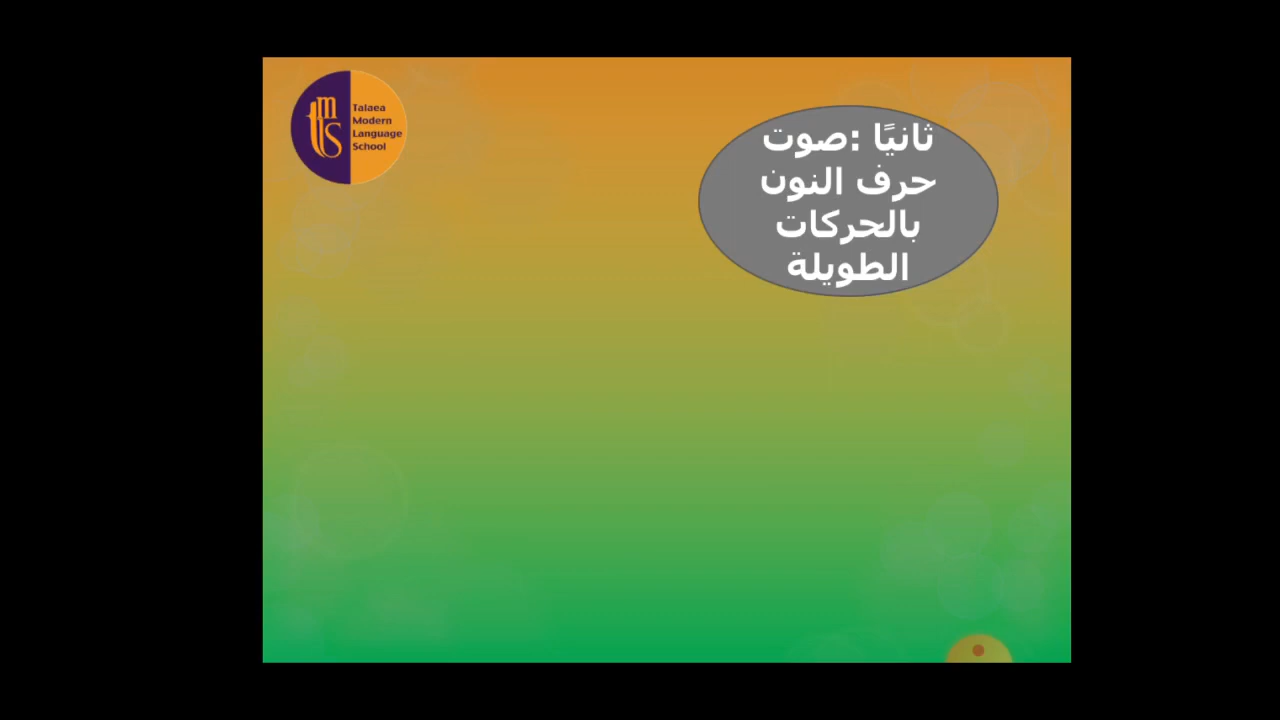 Talaea
Modern
Language
School
ثانيًا :صوت
حرف النون
بالحركات
الطويلة